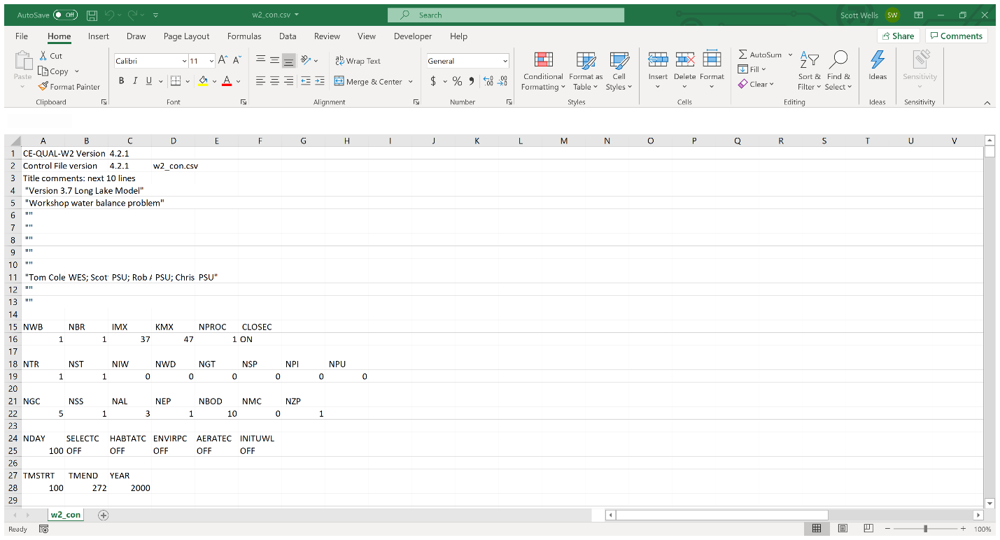 AutoSave Off w2_con.csv Search Scott Wells SW
File Home Insert Draw Page Layout Formulas Data Review View Developer Help Share Comments
Cut
Copy
Format Painter
Paste
Clipboard
Calibri 11 A^ A
B I U A
Font
Wrap Text
Merge & Center
Alignment
General
$ % 9 .00 .00
Number
Conditional Formatting Format as Table Cell Styles
Styles
Insert Delete Format
Cells
AutoSum
Fill
Clear
Sort & Filter Find & Select
Editing
Ideas
Ideas
Sensitivity
Sensitivity
A B C D E F G H I J K L M N O P Q R S T U V
1 CE-QUAL-W2 Version 4.2.1
2 Control File version 4.2.1 w2_con.csv
3 Title comments: next 10 lines
4 "Version 3.7 Long Lake Model"
5 "Workshop water balance problem"
6 ""
7 ""
8 ""
9 ""
10 ""
11 "Tom Cole WES; Scot PSU; Rob A PSU; Chris PSU"
12 ""
13 ""
14
15 NWB NBR IMX KMX NPROC CLOSEC
16 1 1 37 47 1 ON
17
18 NTR NST NIW NWD NGT NSP NPI NPU
19 1 1 0 0 0 0 0 0
20
21 NGC NSS NAL NEP NBOD NMC NZP
22 5 1 3 1 10 0 1
23
24 NDAY SELECTC HABTATC ENVIRPC AERATEC INITUWL
25 100 OFF OFF OFF OFF OFF
26
27 TMSTRT TMEND YEAR
28 100 272 2000
29
w2_con
Ready 100%